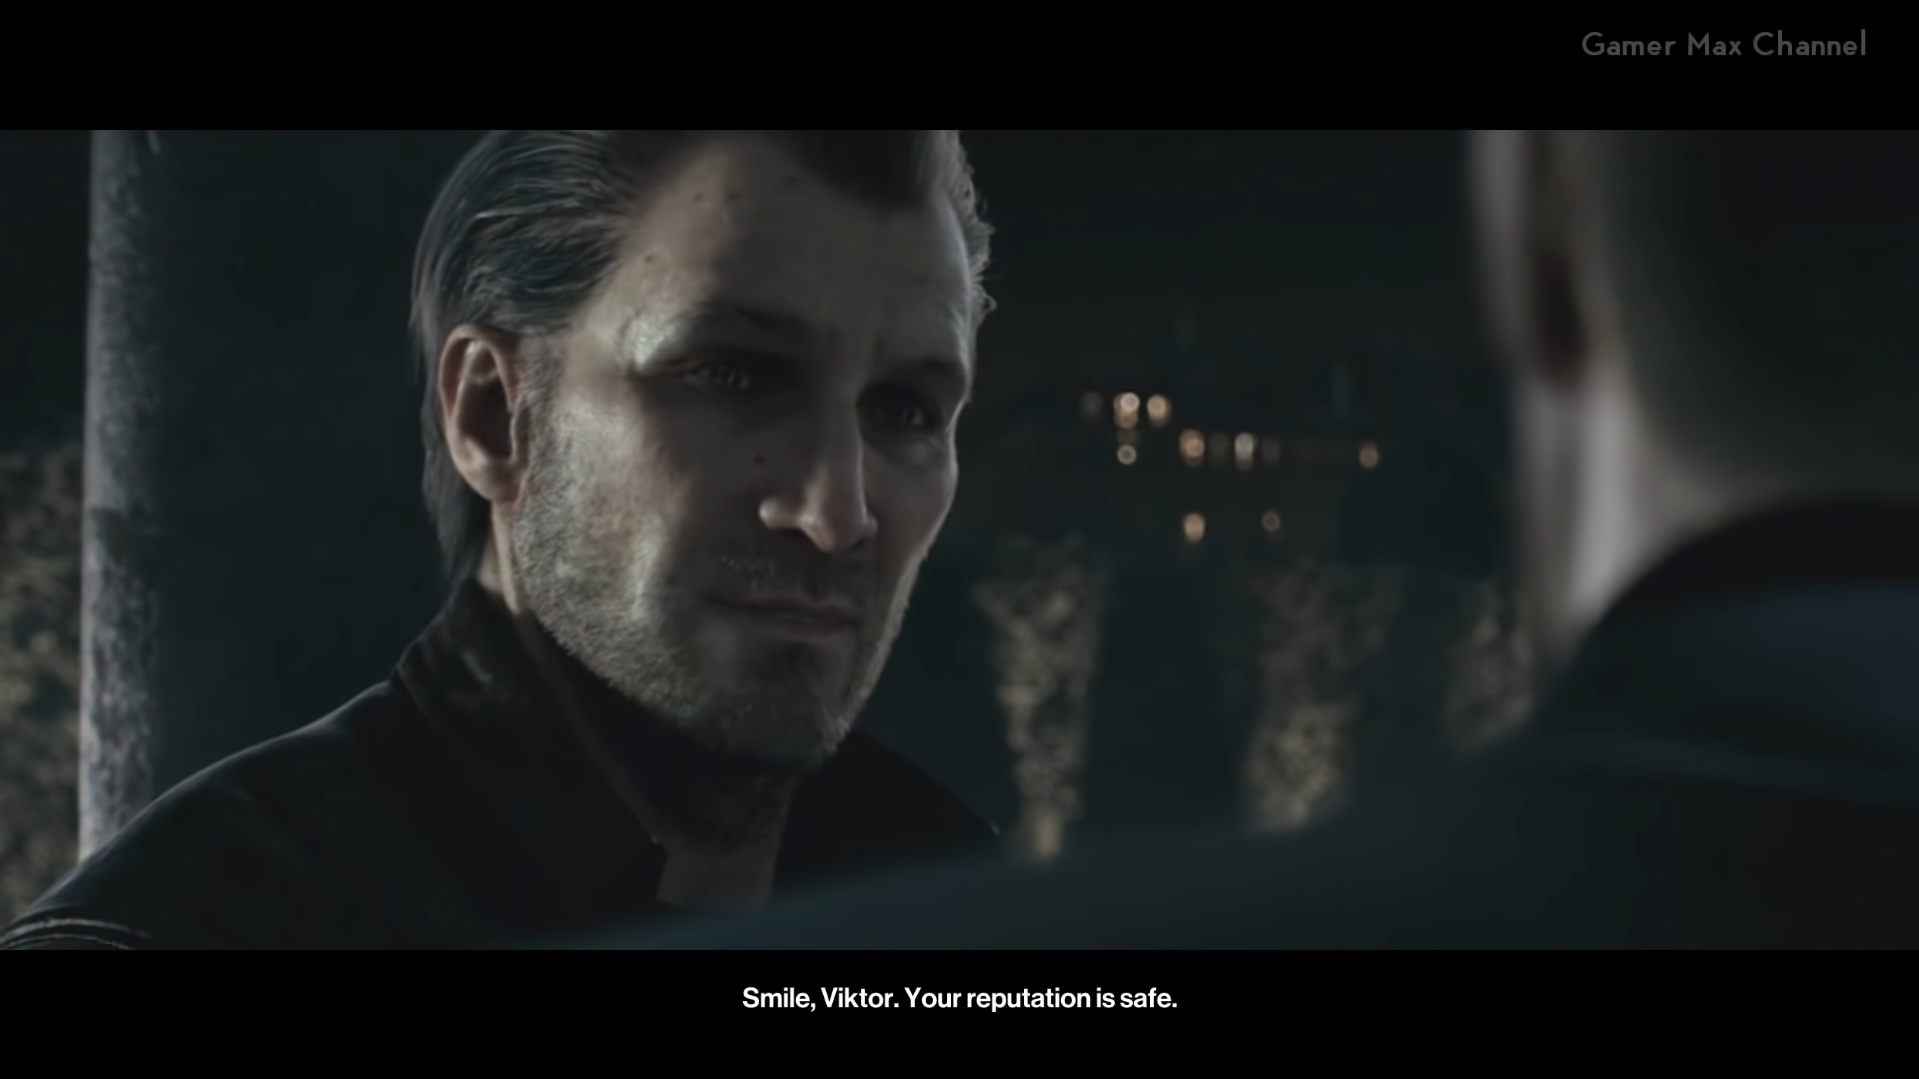 Gamer Max Channel
Smile, Viktor. Your reputation is safe.